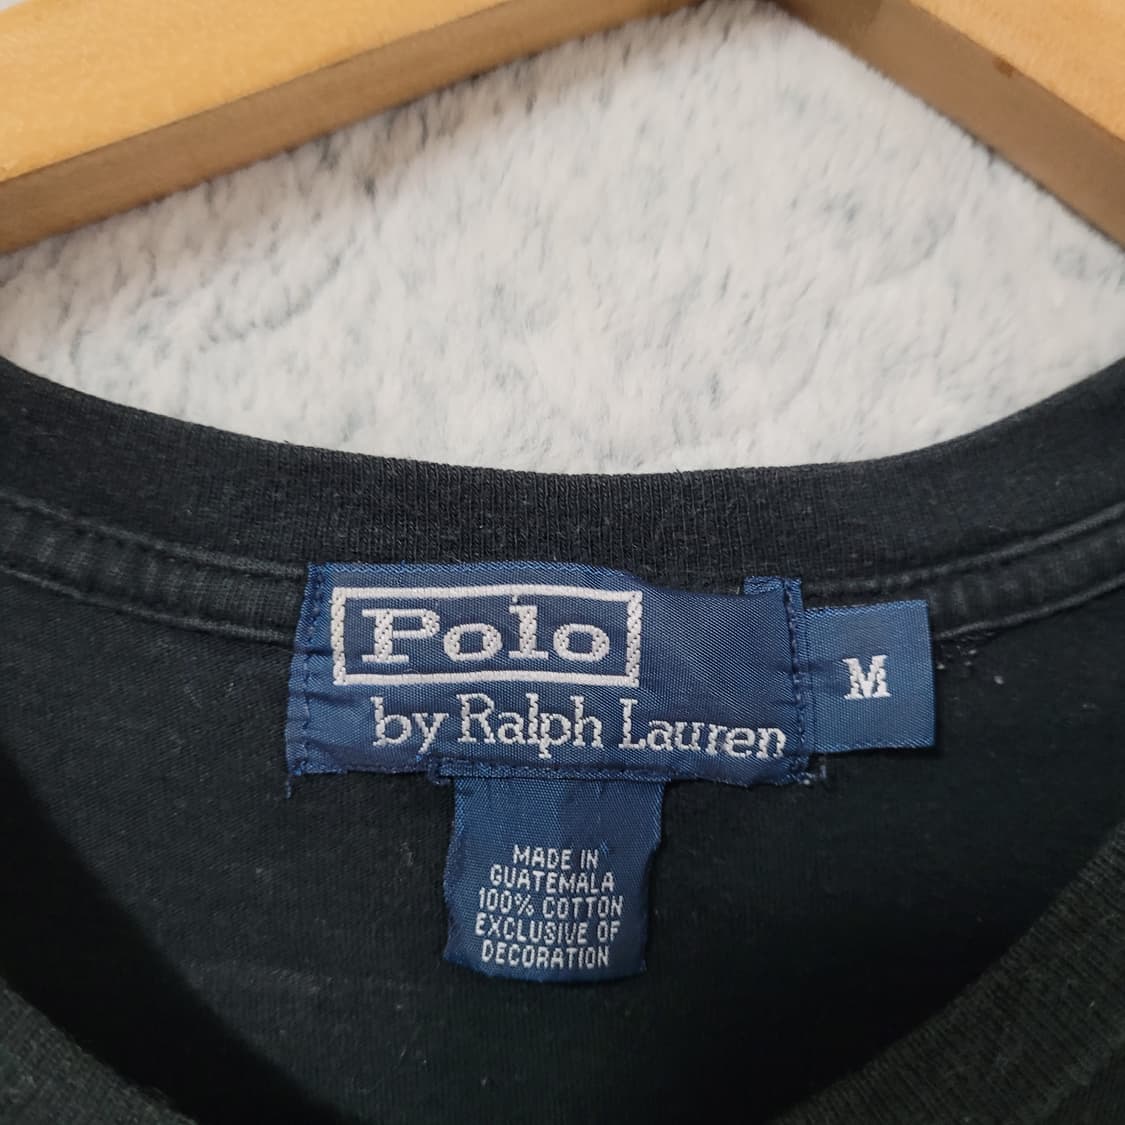 Polo
by Ralph Lauren
M
MADE IN
GUATEMALA
100% COTTON
EXCLUSIVE OF
DECORATION